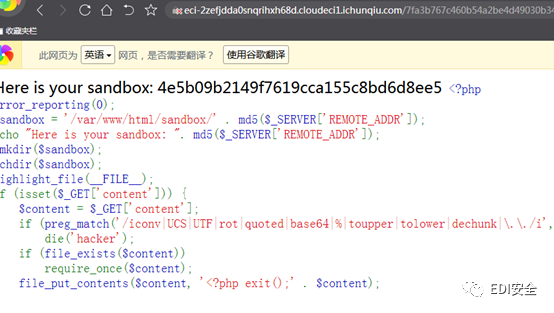 eci-2zefjdda0snqrihxh68d.cloudeci1.ichunqiu.com/7fa3b767c460b54a2be4d49030b34
收藏夹栏
此网页为 英语 网页，是否需要翻译？ 使用谷歌翻译
Here is your sandbox: 4e5b09b2149f7619cca155c8bd6d8ee5 <?php
error_reporting(0);
sandbox = '/var/www/html/sandbox/' . md5($_SERVER['REMOTE_ADDR']);
cho "Here is your sandbox: ". md5($_SERVER['REMOTE_ADDR']);
mkdir($sandbox);
chdir($sandbox);
ighlight_file(__FILE__);
f (isset($_GET['content'])) {
$content = $_GET['content'];
if (preg_match('/iconv|UCS|UTF|rot|quoted|base64|%|toupper|tolower|dechunk|\.\./i',
die('hacker');
if (file_exists($content))
require_once($content);
file_put_contents($content, '<?php exit();' . $content);
EDI安全